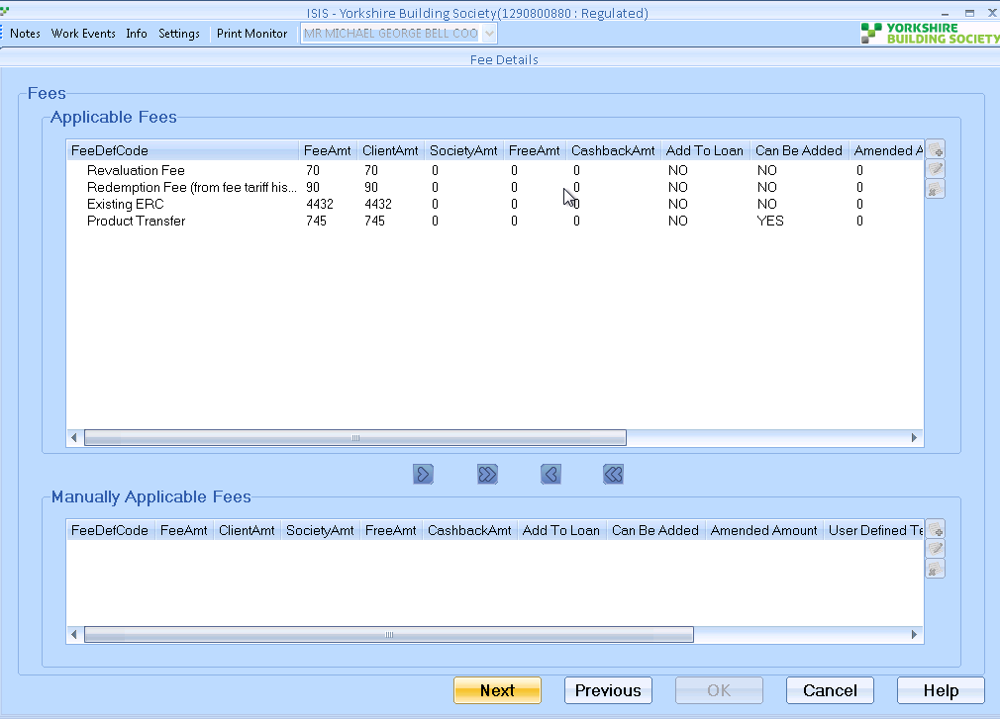 ISIS - Yorkshire Building Society(1290800880 : Regulated)
Notes Work Events Info Settings Print Monitor MR MICHAEL GEORGE BELL COO
YORKSHIRE
BUILDING SOCIETY
Fee Details
Fees
Applicable Fees
FeeDefCode FeeAmt ClientAmt SocietyAmt FreeAmt CashbackAmt Add To Loan Can Be Added Amended A
Revaluation Fee 70 70 0 0 0 NO NO 0
Redemption Fee (from fee tariff his... 90 90 0 0 0 NO NO 0
Existing ERC 4432 4432 0 0 0 NO NO 0
Product Transfer 745 745 0 0 0 NO YES 0
Manually Applicable Fees
FeeDefCode FeeAmt ClientAmt SocietyAmt FreeAmt CashbackAmt Add To Loan Can Be Added Amended Amount User Defined Te
Next Previous OK Cancel Help